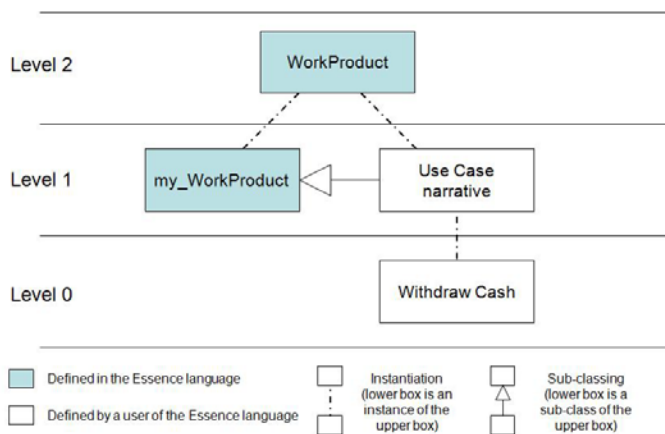 Level 2
WorkProduct
Level 1
my_WorkProduct
Use Case
narrative
Level 0
Withdraw Cash
Defined in the Essence language
Defined by a user of the Essence language
Instantiation
(lower box is an
instance of the
upper box)
Sub-classing
(lower box is a
sub-class of the
upper box)